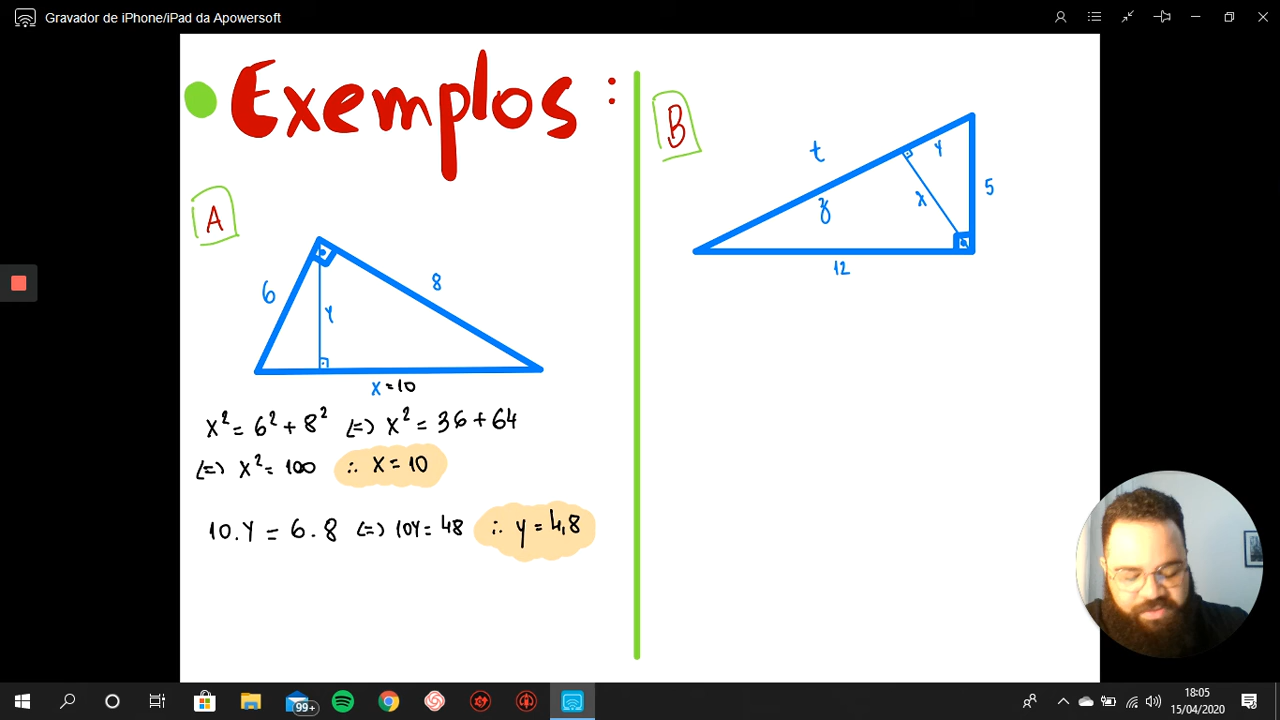 Gravador de iPhone/iPad da Apowersoft
Exemplos :
A
6
8
Y
x = 10
x² = 6² + 8² (=) x² = 36 + 64
(=) x² = 100 ∴ x = 10
10.Y = 6.8 (=) 10Y = 48 ∴ y = 4,8
B
t
Y
5
x
z
12
99+
18:05
15/04/2020